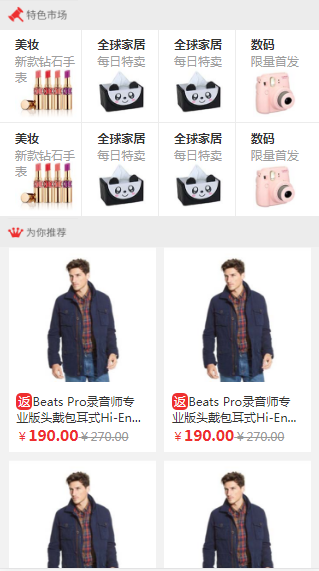 特色市场
美妆 全球家居 全球家居 数码
新款钻石手表 每日特卖 每日特卖 限量首发
美妆 全球家居 全球家居 数码
新款钻石手表 每日特卖 每日特卖 限量首发
为你推荐
返 Beats Pro录音师专
业版头戴包耳式Hi-En...
￥190.00 ￥270.00
返 Beats Pro录音师专
业版头戴包耳式Hi-En...
￥190.00 ￥270.00